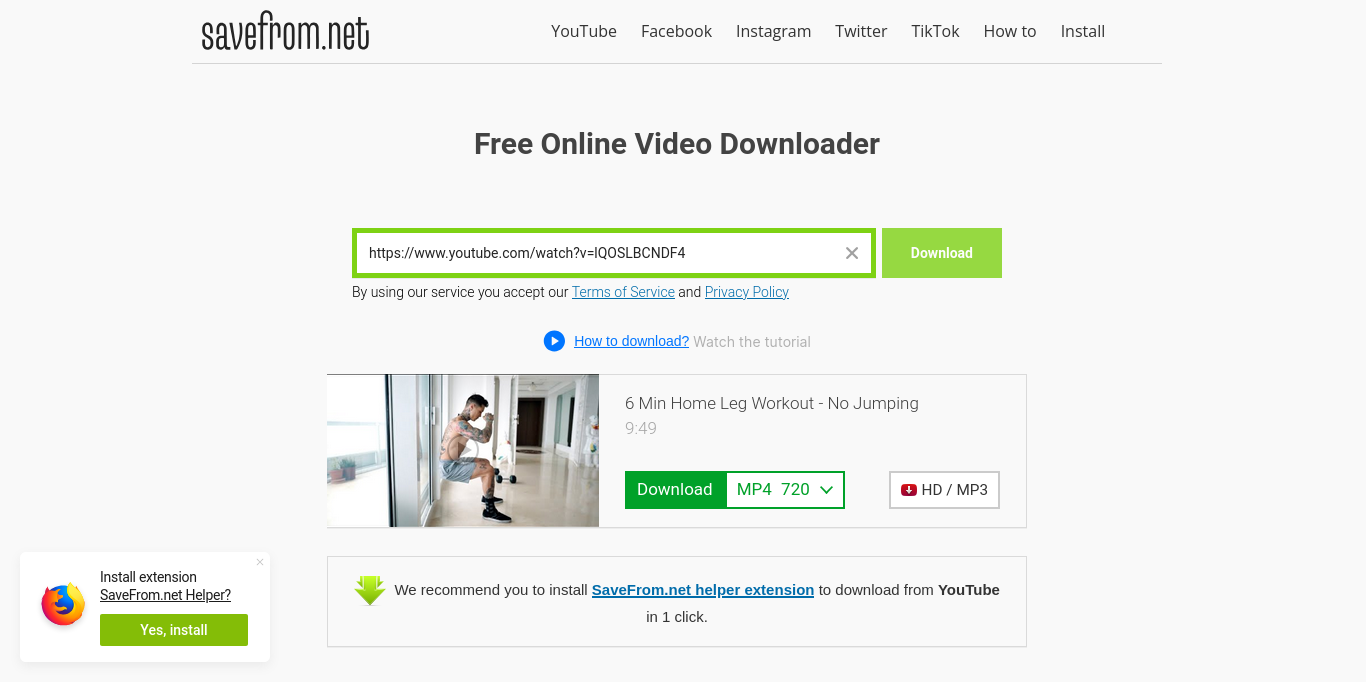 savefrom.net
YouTube Facebook Instagram Twitter TikTok How to Install
Free Online Video Downloader
https://www.youtube.com/watch?v=lQOSLBCNDF4
Download
By using our service you accept our Terms of Service and Privacy Policy
How to download? Watch the tutorial
6 Min Home Leg Workout - No Jumping
9:49
Download MP4 720
HD / MP3
We recommend you to install SaveFrom.net helper extension to download from YouTube
in 1 click.
Install extension
SaveFrom.net Helper?
Yes, install